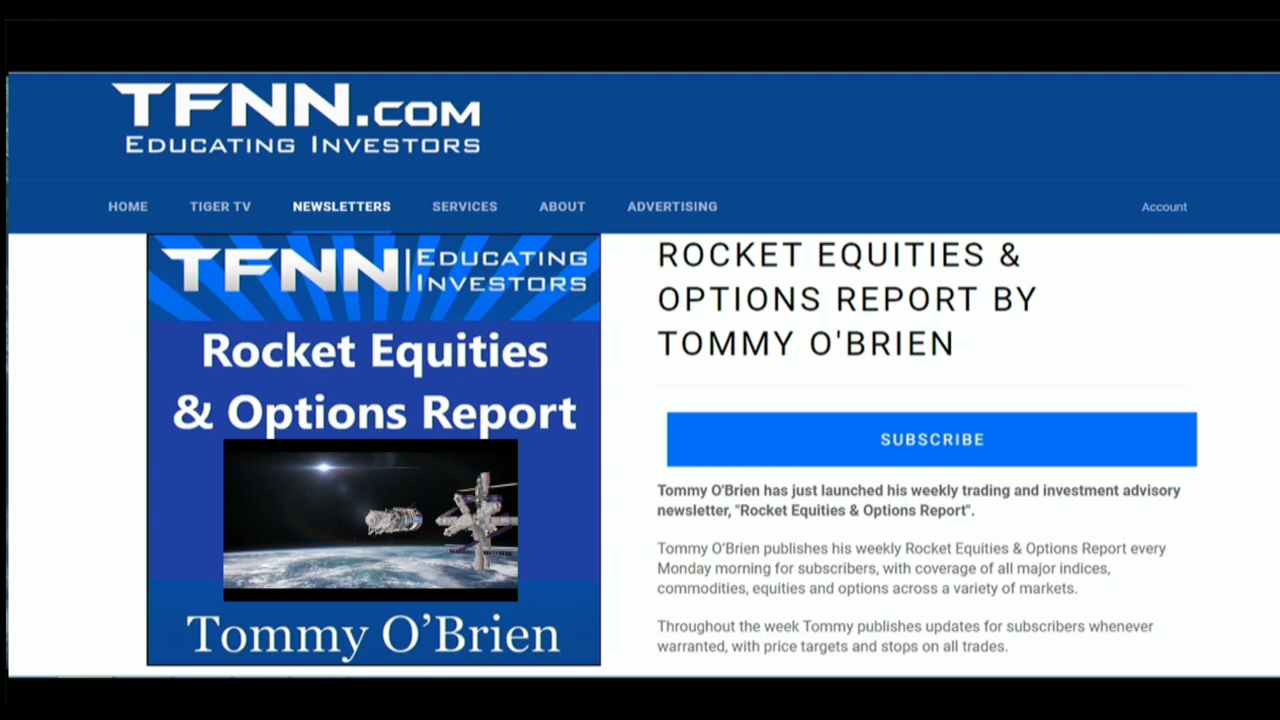 TFNN.COM
EDUCATING INVESTORS
HOME TIGER TV NEWSLETTERS SERVICES ABOUT ADVERTISING Account
TFNN EDUCATING
INVESTORS
Rocket Equities
& Options Report
Tommy O’Brien
ROCKET EQUITIES &
OPTIONS REPORT BY
TOMMY O'BRIEN
SUBSCRIBE
Tommy O'Brien has just launched his weekly trading and investment advisory
newsletter, "Rocket Equities & Options Report".
Tommy O’Brien publishes his weekly Rocket Equities & Options Report every
Monday morning for subscribers, with coverage of all major indices,
commodities, equities and options across a variety of markets.
Throughout the week Tommy publishes updates for subscribers whenever
warranted, with price targets and stops on all trades.